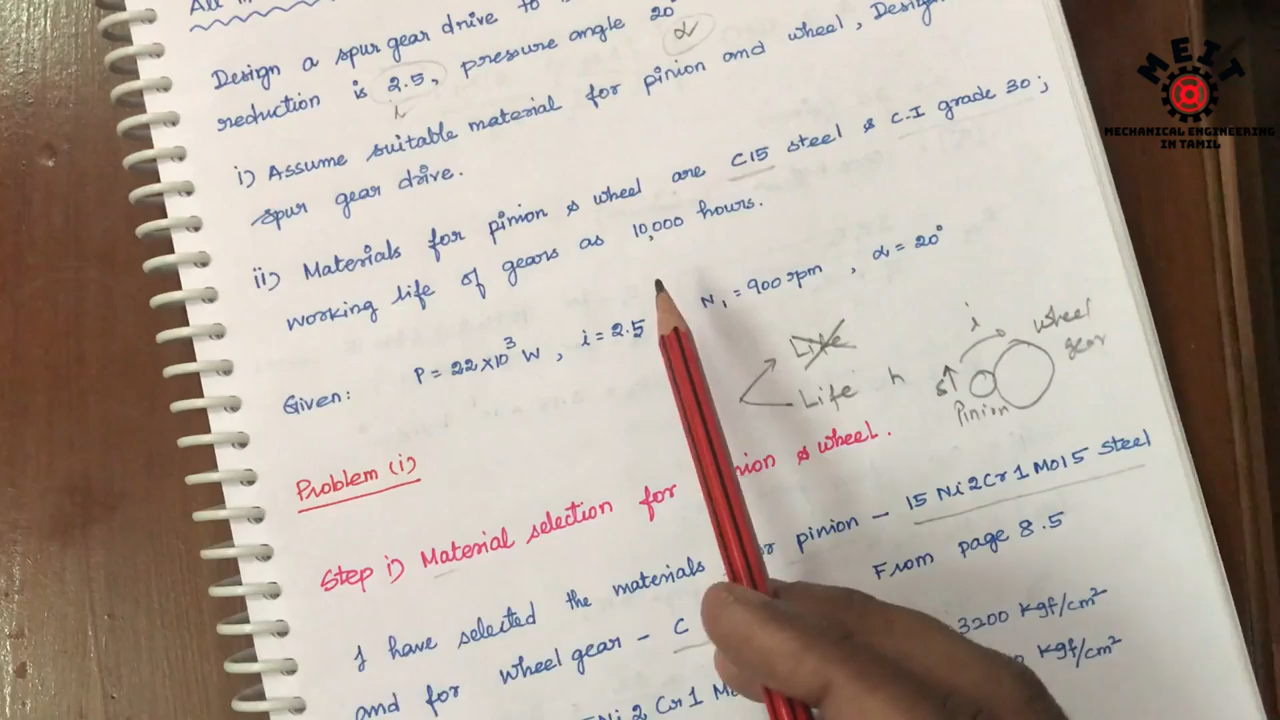 Design a spur gear drive to
reduction is 2.5, pressure angle 20°
i
α
i) Assume suitable material for pinion and wheel, Design
spur gear drive.
ii) Materials for pinion & wheel are C15 steel & C.I grade 30;
working life of gears as 10,000 hours.
Given: P = 22×10³ W, i = 2.5 N₁ = 900 rpm, α = 20°
Life
Life h
i
wheel
gear
Pinion
Problem (i)
Step i) Material selection for nion & wheel.
I have selected the materials or pinion – 15 Ni 2 Cr 1 Mo 15 Steel
and for wheel gear – C From page 8.5
Ni 2 Cr 1 M 3200 kgf/cm²
kgf/cm²
MEIT
MECHANICAL ENGINEERING
IN TAMIL